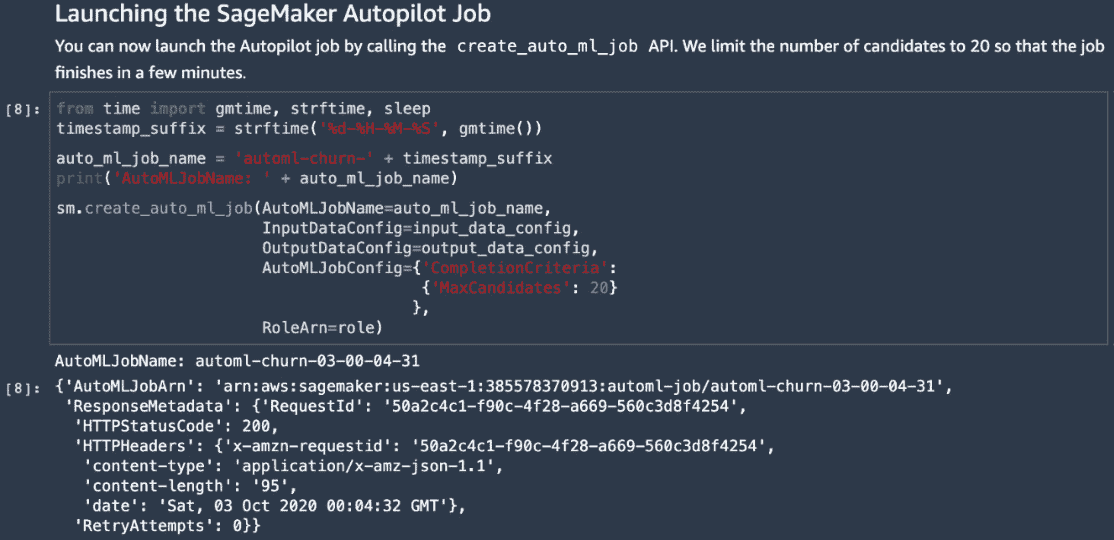 Launching the SageMaker Autopilot Job
You can now launch the Autopilot job by calling the create_auto_ml_job API. We limit the number of candidates to 20 so that the job
finishes in a few minutes.
[8]: from time import gmtime, strftime, sleep
timestamp_suffix = strftime('%d-%H-%M-%S', gmtime())
auto_ml_job_name = 'automl-churn-' + timestamp_suffix
print('AutoMLJobName: ' + auto_ml_job_name)
sm.create_auto_ml_job(AutoMLJobName=auto_ml_job_name,
InputDataConfig=input_data_config,
OutputDataConfig=output_data_config,
AutoMLJobConfig={'CompletionCriteria':
{'MaxCandidates': 20}
},
RoleArn=role)
AutoMLJobName: automl-churn-03-00-04-31
[8]: {'AutoMLJobArn': 'arn:aws:sagemaker:us-east-1:385578370913:automl-job/automl-churn-03-00-04-31',
'ResponseMetadata': {'RequestId': '50a2c4c1-f90c-4f28-a669-560c3d8f4254',
'HTTPStatusCode': 200,
'HTTPHeaders': {'x-amzn-requestid': '50a2c4c1-f90c-4f28-a669-560c3d8f4254',
'content-type': 'application/x-amz-json-1.1',
'content-length': '95',
'date': 'Sat, 03 Oct 2020 00:04:32 GMT'},
'RetryAttempts': 0}}